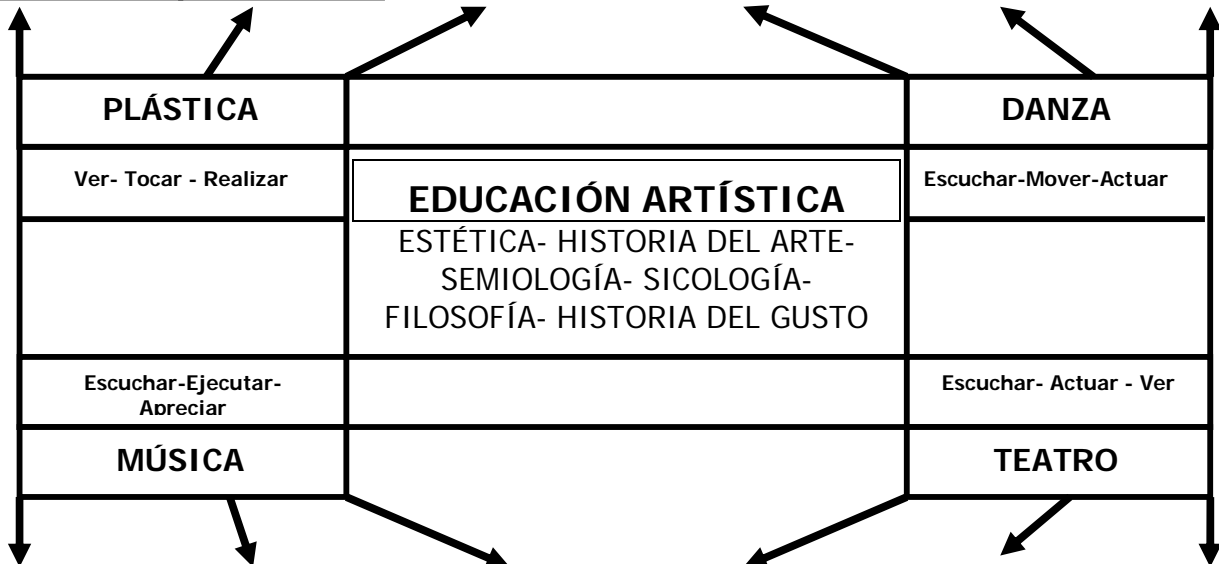 PLÁSTICA
DANZA
Ver- Tocar - Realizar
Escuchar-Mover-Actuar
EDUCACIÓN ARTÍSTICA
ESTÉTICA- HISTORIA DEL ARTE-
SEMIOLOGÍA- SICOLOGÍA-
FILOSOFÍA- HISTORIA DEL GUSTO
Escuchar-Ejecutar-
Apreciar
Escuchar- Actuar - Ver
MÚSICA
TEATRO